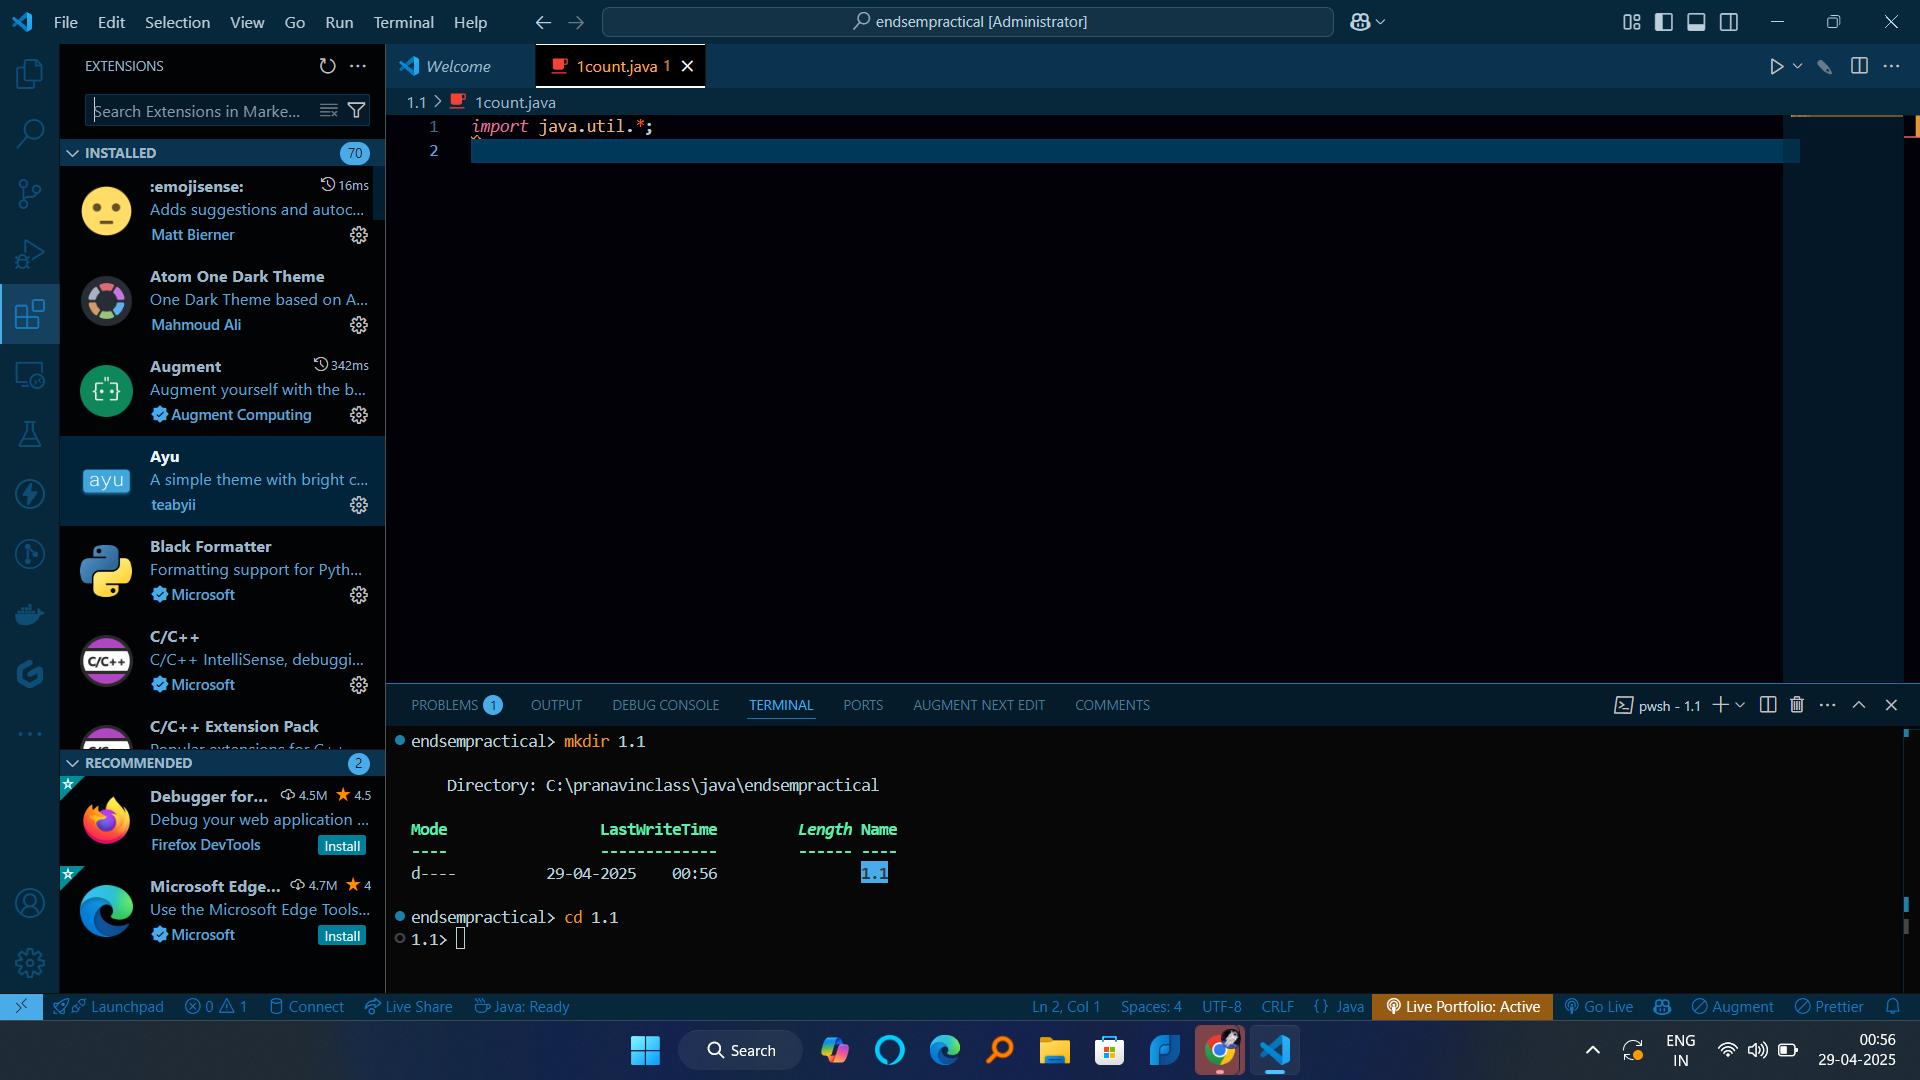 File Edit Selection View Go Run Terminal Help
endsempractical [Administrator]
EXTENSIONS
Search Extensions in Marke...
INSTALLED 70
:emojisense: 16ms
Adds suggestions and autoc...
Matt Bierner
Atom One Dark Theme
One Dark Theme based on A...
Mahmoud Ali
Augment 342ms
Augment yourself with the b...
Augment Computing
Ayu
ayu
A simple theme with bright c...
teabyii
Black Formatter
Formatting support for Pyth...
Microsoft
C/C++
C/C++
C/C++ IntelliSense, debuggi...
Microsoft
C/C++ Extension Pack
RECOMMENDED 2
Debugger for... 4.5M 4.5
Debug your web application ...
Firefox DevTools Install
Microsoft Edge... 4.7M 4
Use the Microsoft Edge Tools...
Microsoft Install
Welcome 1count.java 1
1.1 > 1count.java
1 import java.util.*;
2
PROBLEMS 1 OUTPUT DEBUG CONSOLE TERMINAL PORTS AUGMENT NEXT EDIT COMMENTS
pwsh - 1.1
endsempractical> mkdir 1.1
Directory: C:\pranavinclass\java\endsempractical
Mode LastWriteTime Length Name
---- ------------- ------ ----
d---- 29-04-2025 00:56 1.1
endsempractical> cd 1.1
1.1>
Launchpad 0 1 Connect Live Share Java: Ready
Ln 2, Col 1 Spaces: 4 UTF-8 CRLF {} Java Live Portfolio: Active Go Live Augment Prettier
Search
ENG
IN
00:56
29-04-2025